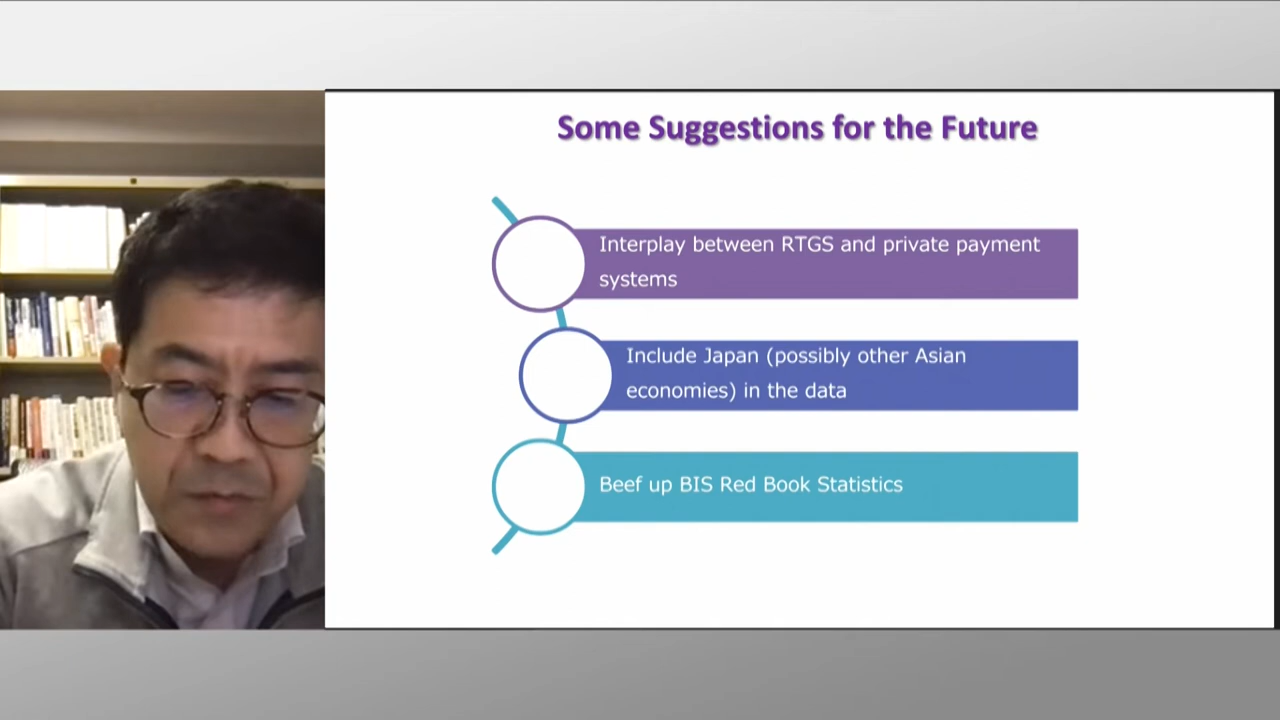 Some Suggestions for the Future
Interplay between RTGS and private payment
systems
Include Japan (possibly other Asian
economies) in the data
Beef up BIS Red Book Statistics